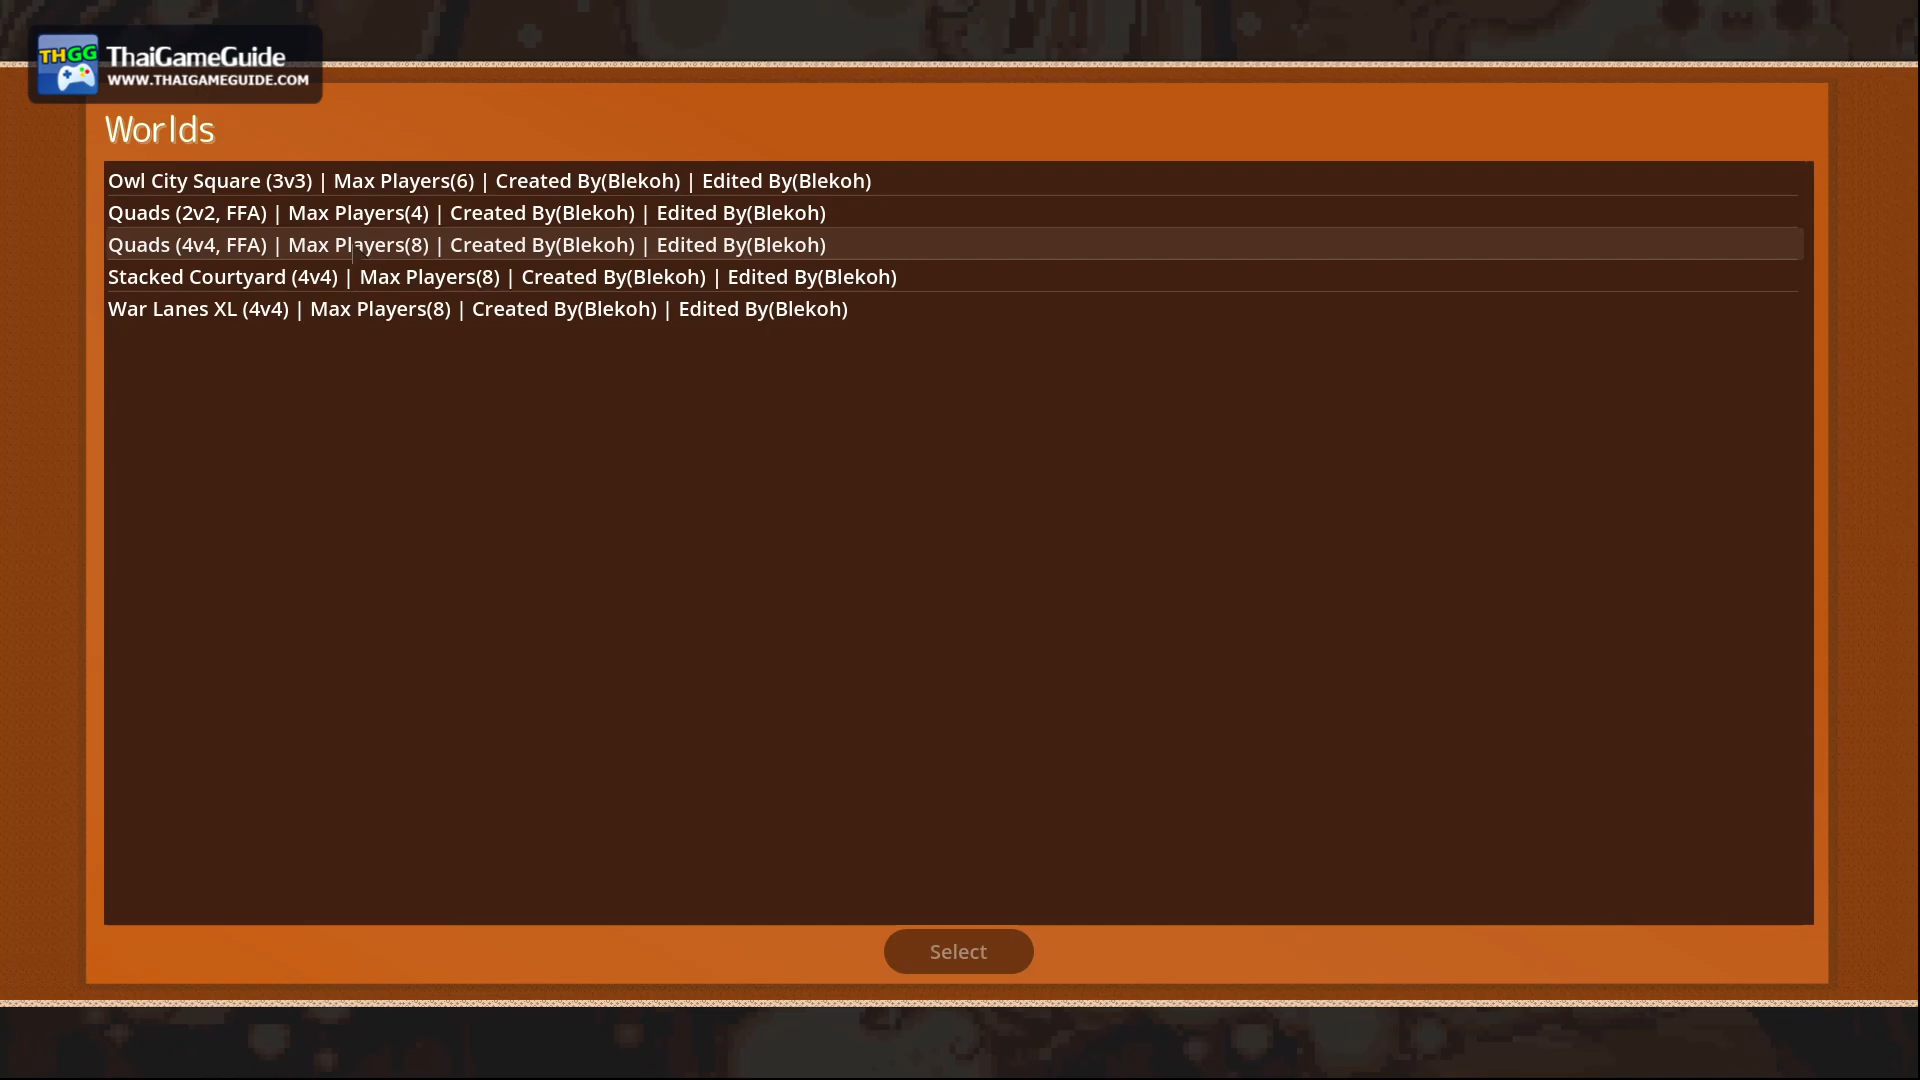 THGG
ThaiGameGuide
WWW.THAIGAMEGUIDE.COM
Worlds
Owl City Square (3v3) | Max Players(6) | Created By(Blekoh) | Edited By(Blekoh)
Quads (2v2, FFA) | Max Players(4) | Created By(Blekoh) | Edited By(Blekoh)
Quads (4v4, FFA) | Max Players(8) | Created By(Blekoh) | Edited By(Blekoh)
Stacked Courtyard (4v4) | Max Players(8) | Created By(Blekoh) | Edited By(Blekoh)
War Lanes XL (4v4) | Max Players(8) | Created By(Blekoh) | Edited By(Blekoh)
Select